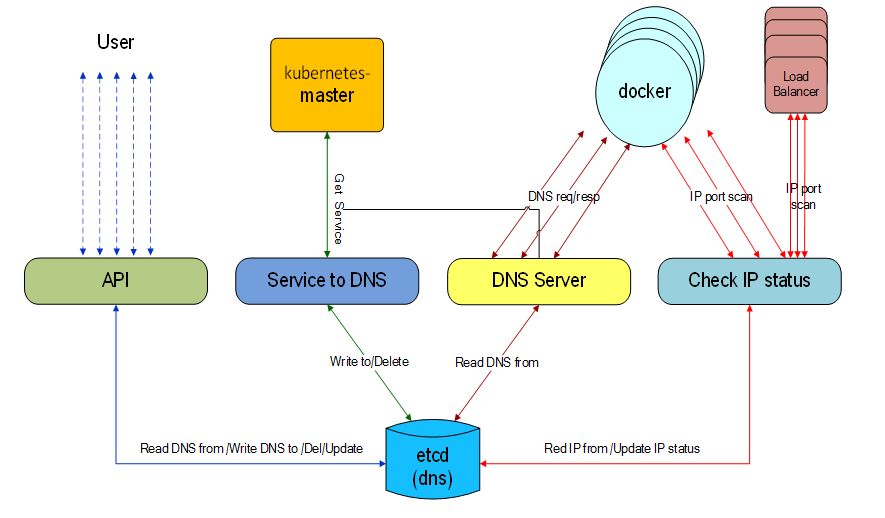 User
kubernetes-
master
docker
Load
Balancer
Get Service
DNS req/resp
IP port scan
IP port
scan
API
Service to DNS
DNS Server
Check IP status
Write to/Delete
Read DNS from
Read DNS from /Write DNS to /Del/Update
etcd
(dns)
Red IP from /Update IP status